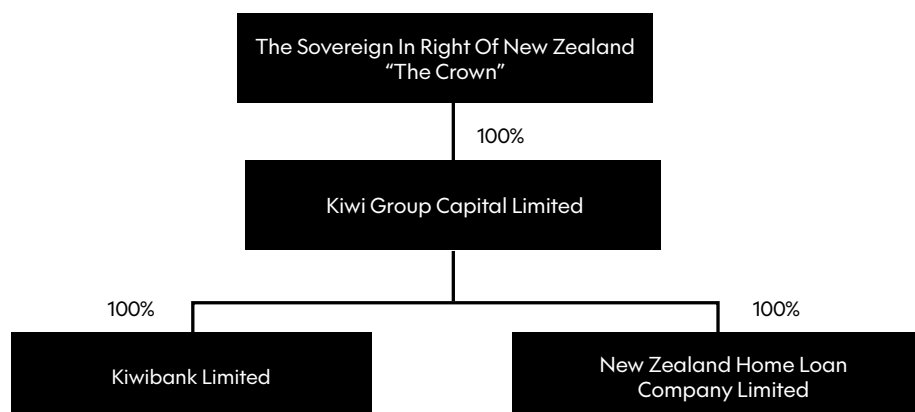 The Sovereign In Right Of New Zealand
“The Crown”
100%
Kiwi Group Capital Limited
100%
100%
Kiwibank Limited
New Zealand Home Loan
Company Limited